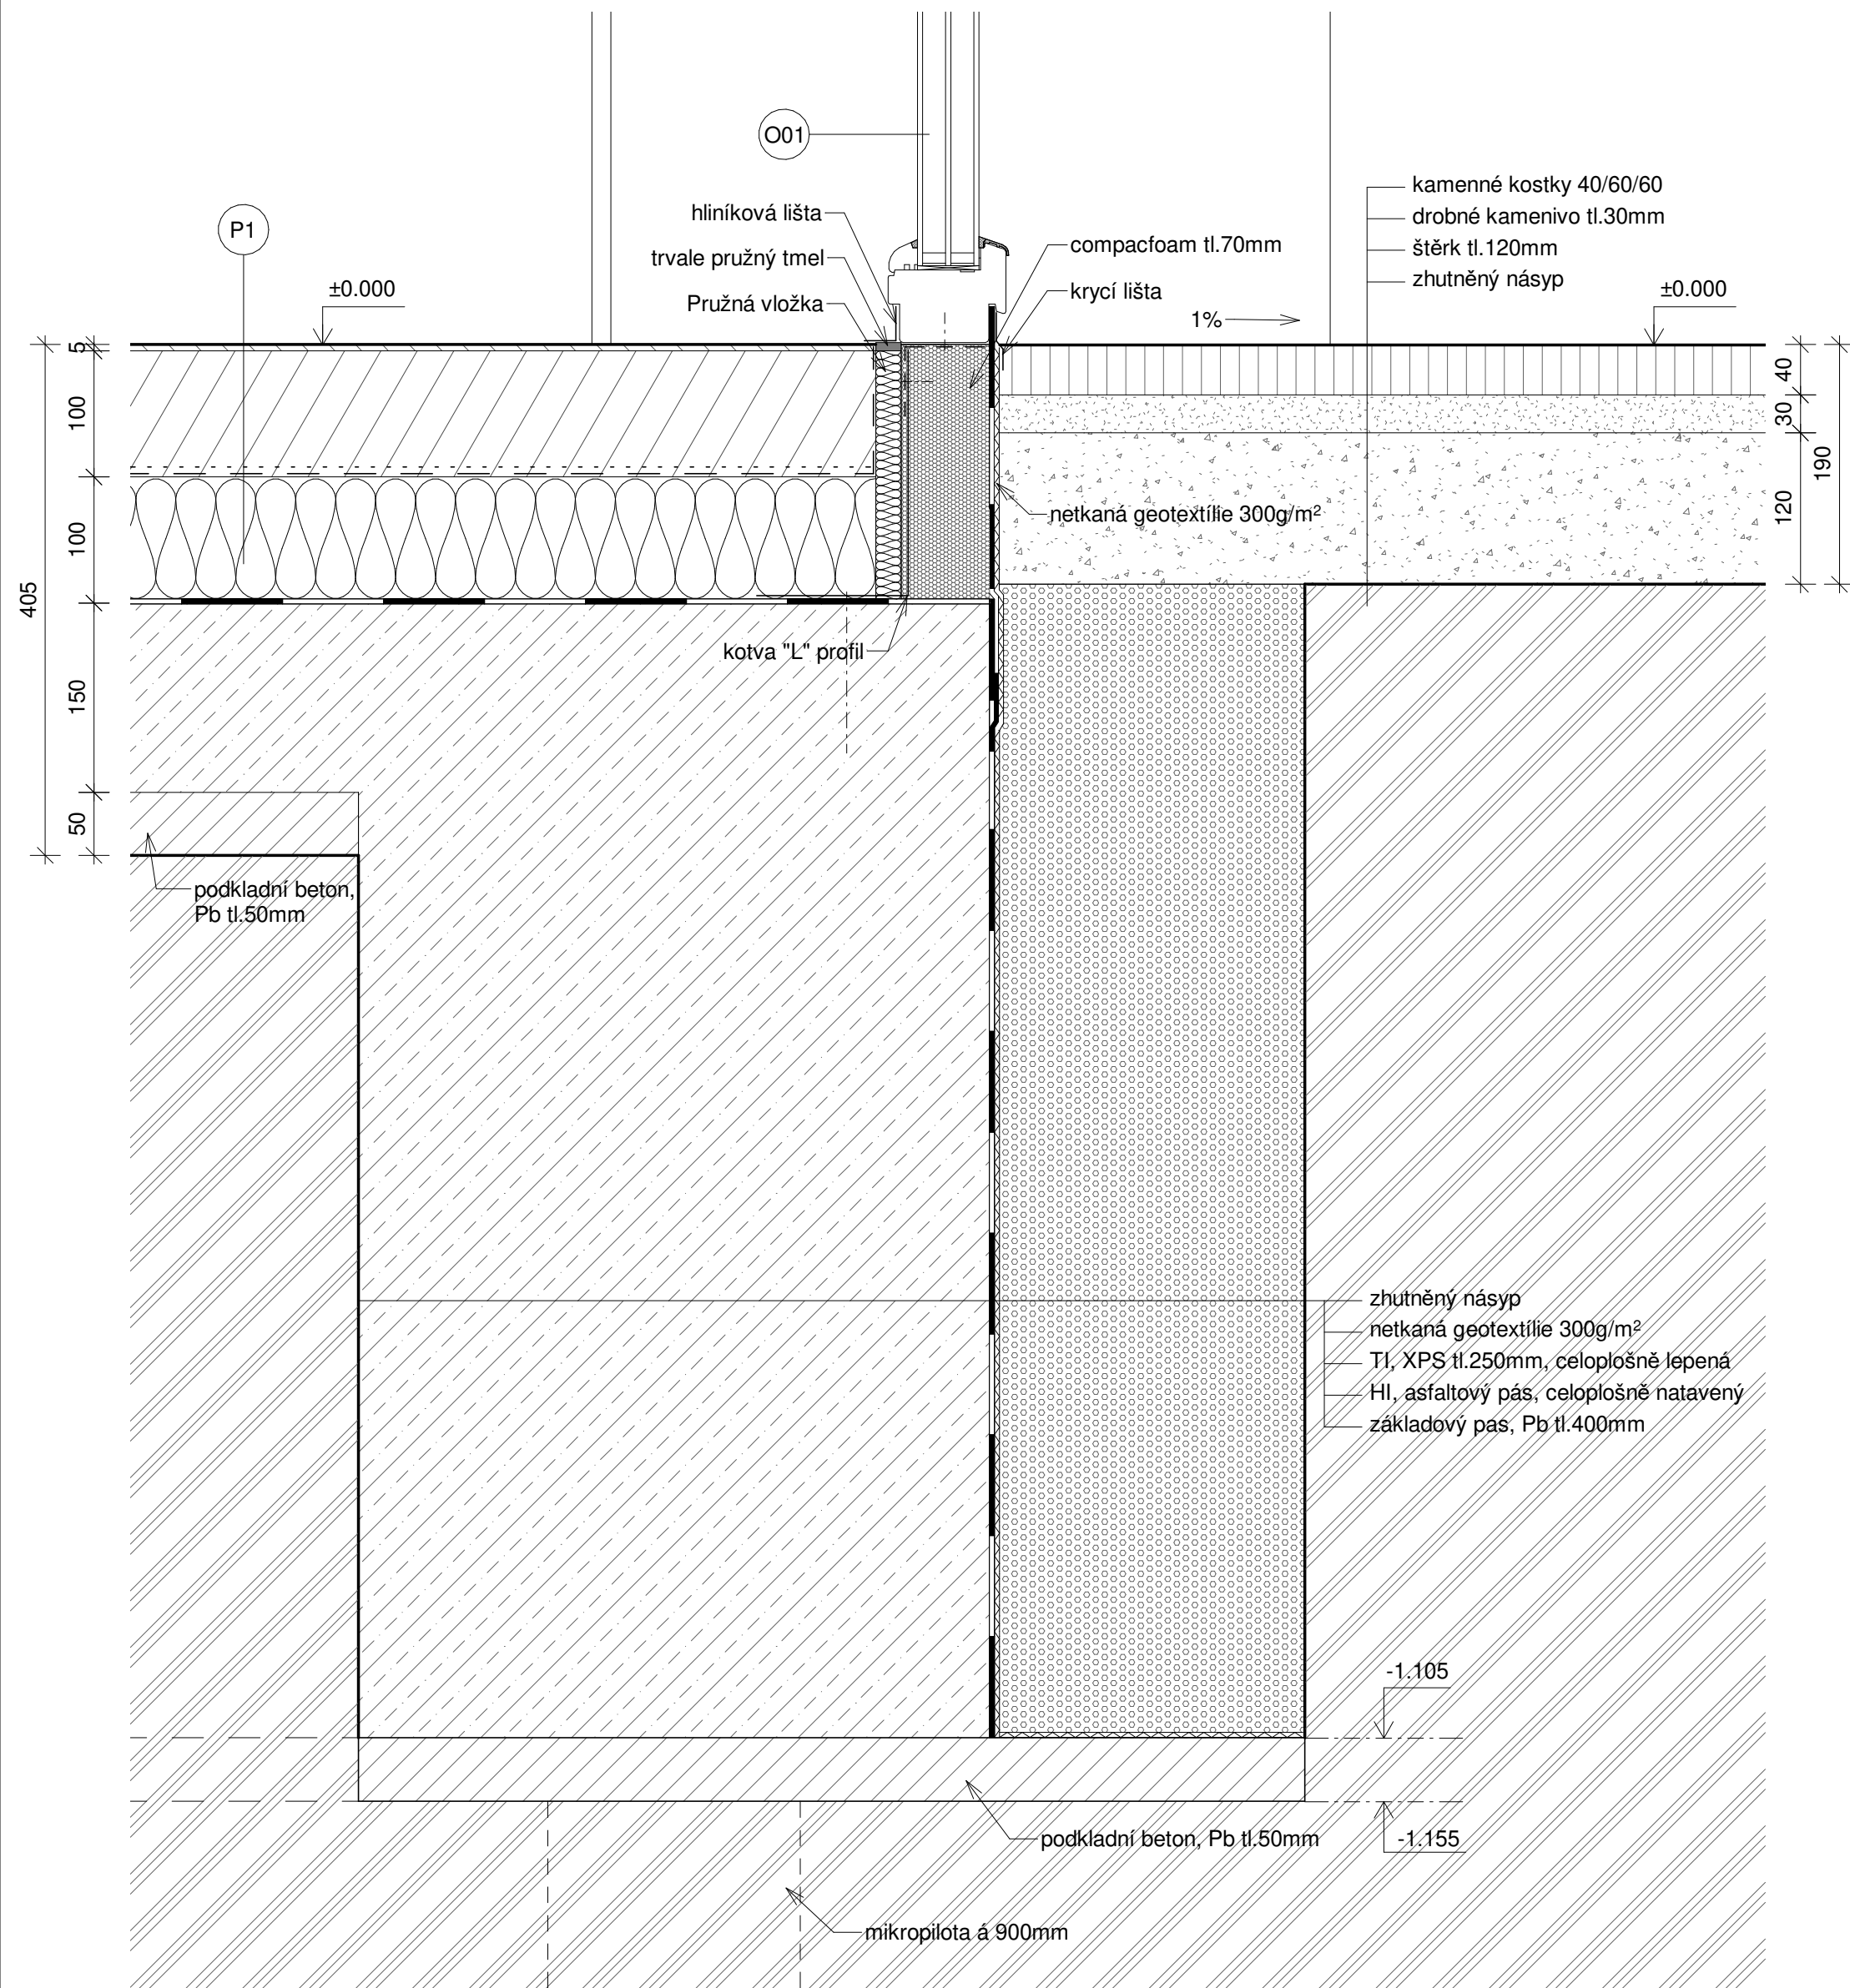 O01
P1
hliníková lišta
trvale pružný tmel
Pružná vložka
±0.000
compacfoam tl.70mm
krycí lišta
1%
kamenné kostky 40/60/60
drobné kamenivo tl.30mm
štěrk tl.120mm
zhutněný násyp
±0.000
5
100
100
150
50
405
40
30
120
190
netkaná geotextílie 300g/m²
kotva "L" profil
podkladní beton,
Pb tl.50mm
zhutněný násyp
netkaná geotextílie 300g/m²
TI, XPS tl.250mm, celoplošně lepená
HI, asfaltový pás, celoplošně natavený
základový pas, Pb tl.400mm
-1.105
podkladní beton, Pb tl.50mm
-1.155
mikropilota á 900mm